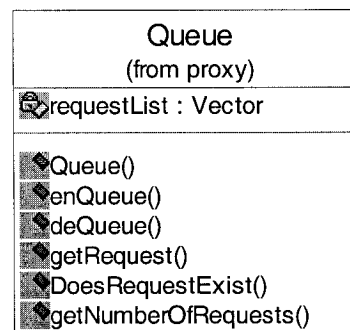 Queue
(from proxy)
requestList : Vector
Queue()
enQueue()
deQueue()
getRequest()
DoesRequestExist()
getNumberOfRequests()